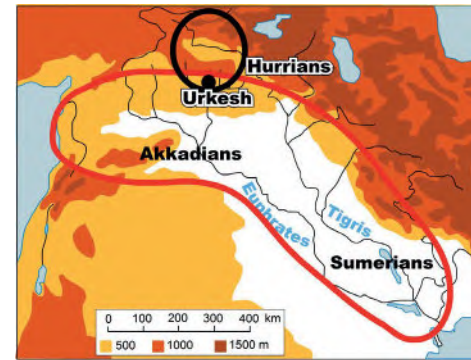 Hurrians
Urkesh
Akkadians
Euphrates
Tigris
Sumerians
0 100 200 300 400 km
500 1000 1500 m